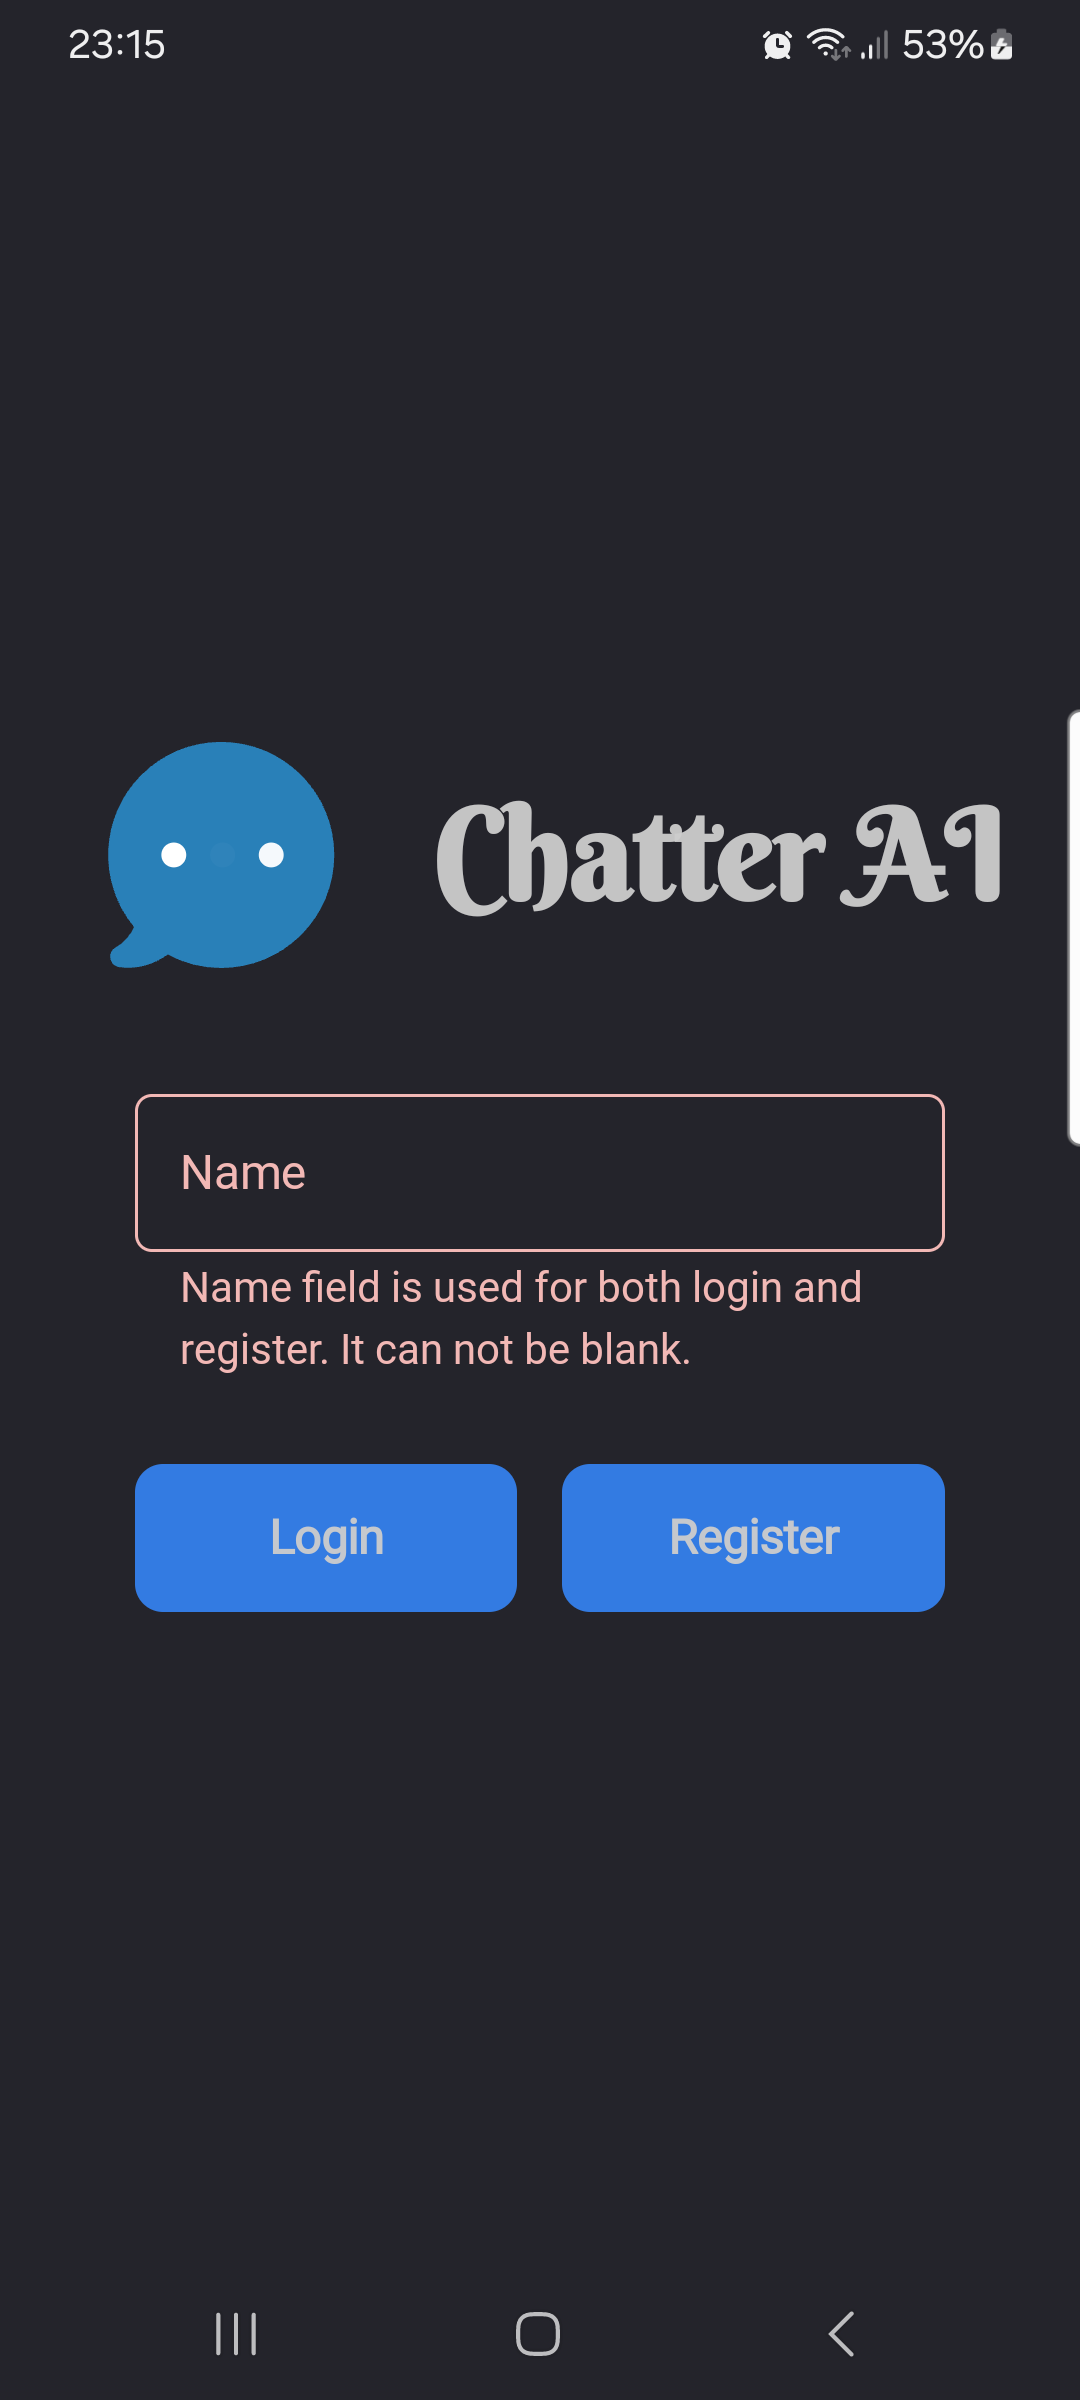 23:15 53%
Chatter AI
Name
Name field is used for both login and
register. It can not be blank.
Login Register